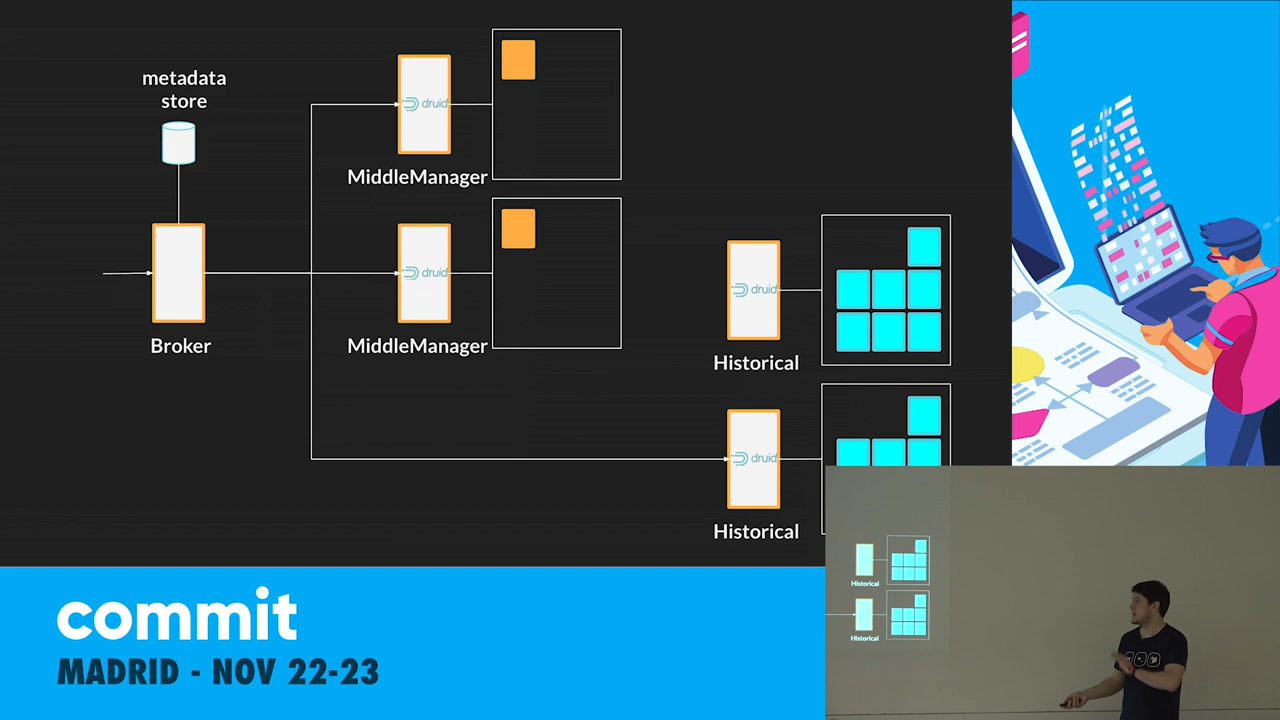 metadata
store
druid
MiddleManager
druid
MiddleManager
Broker
druid
Historical
druid
Historical
commit
MADRID - NOV 22-23
Historical
Historical